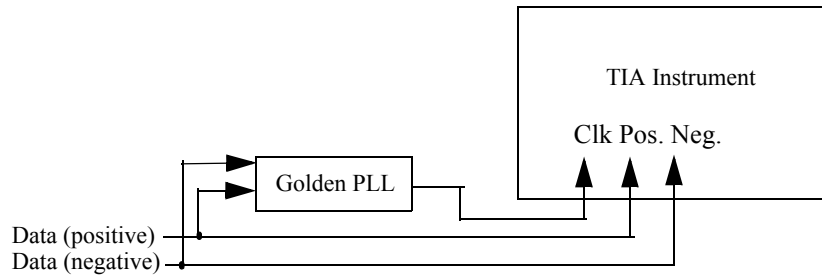 TIA Instrument
Clk Pos. Neg.
Golden PLL
Data (positive)
Data (negative)